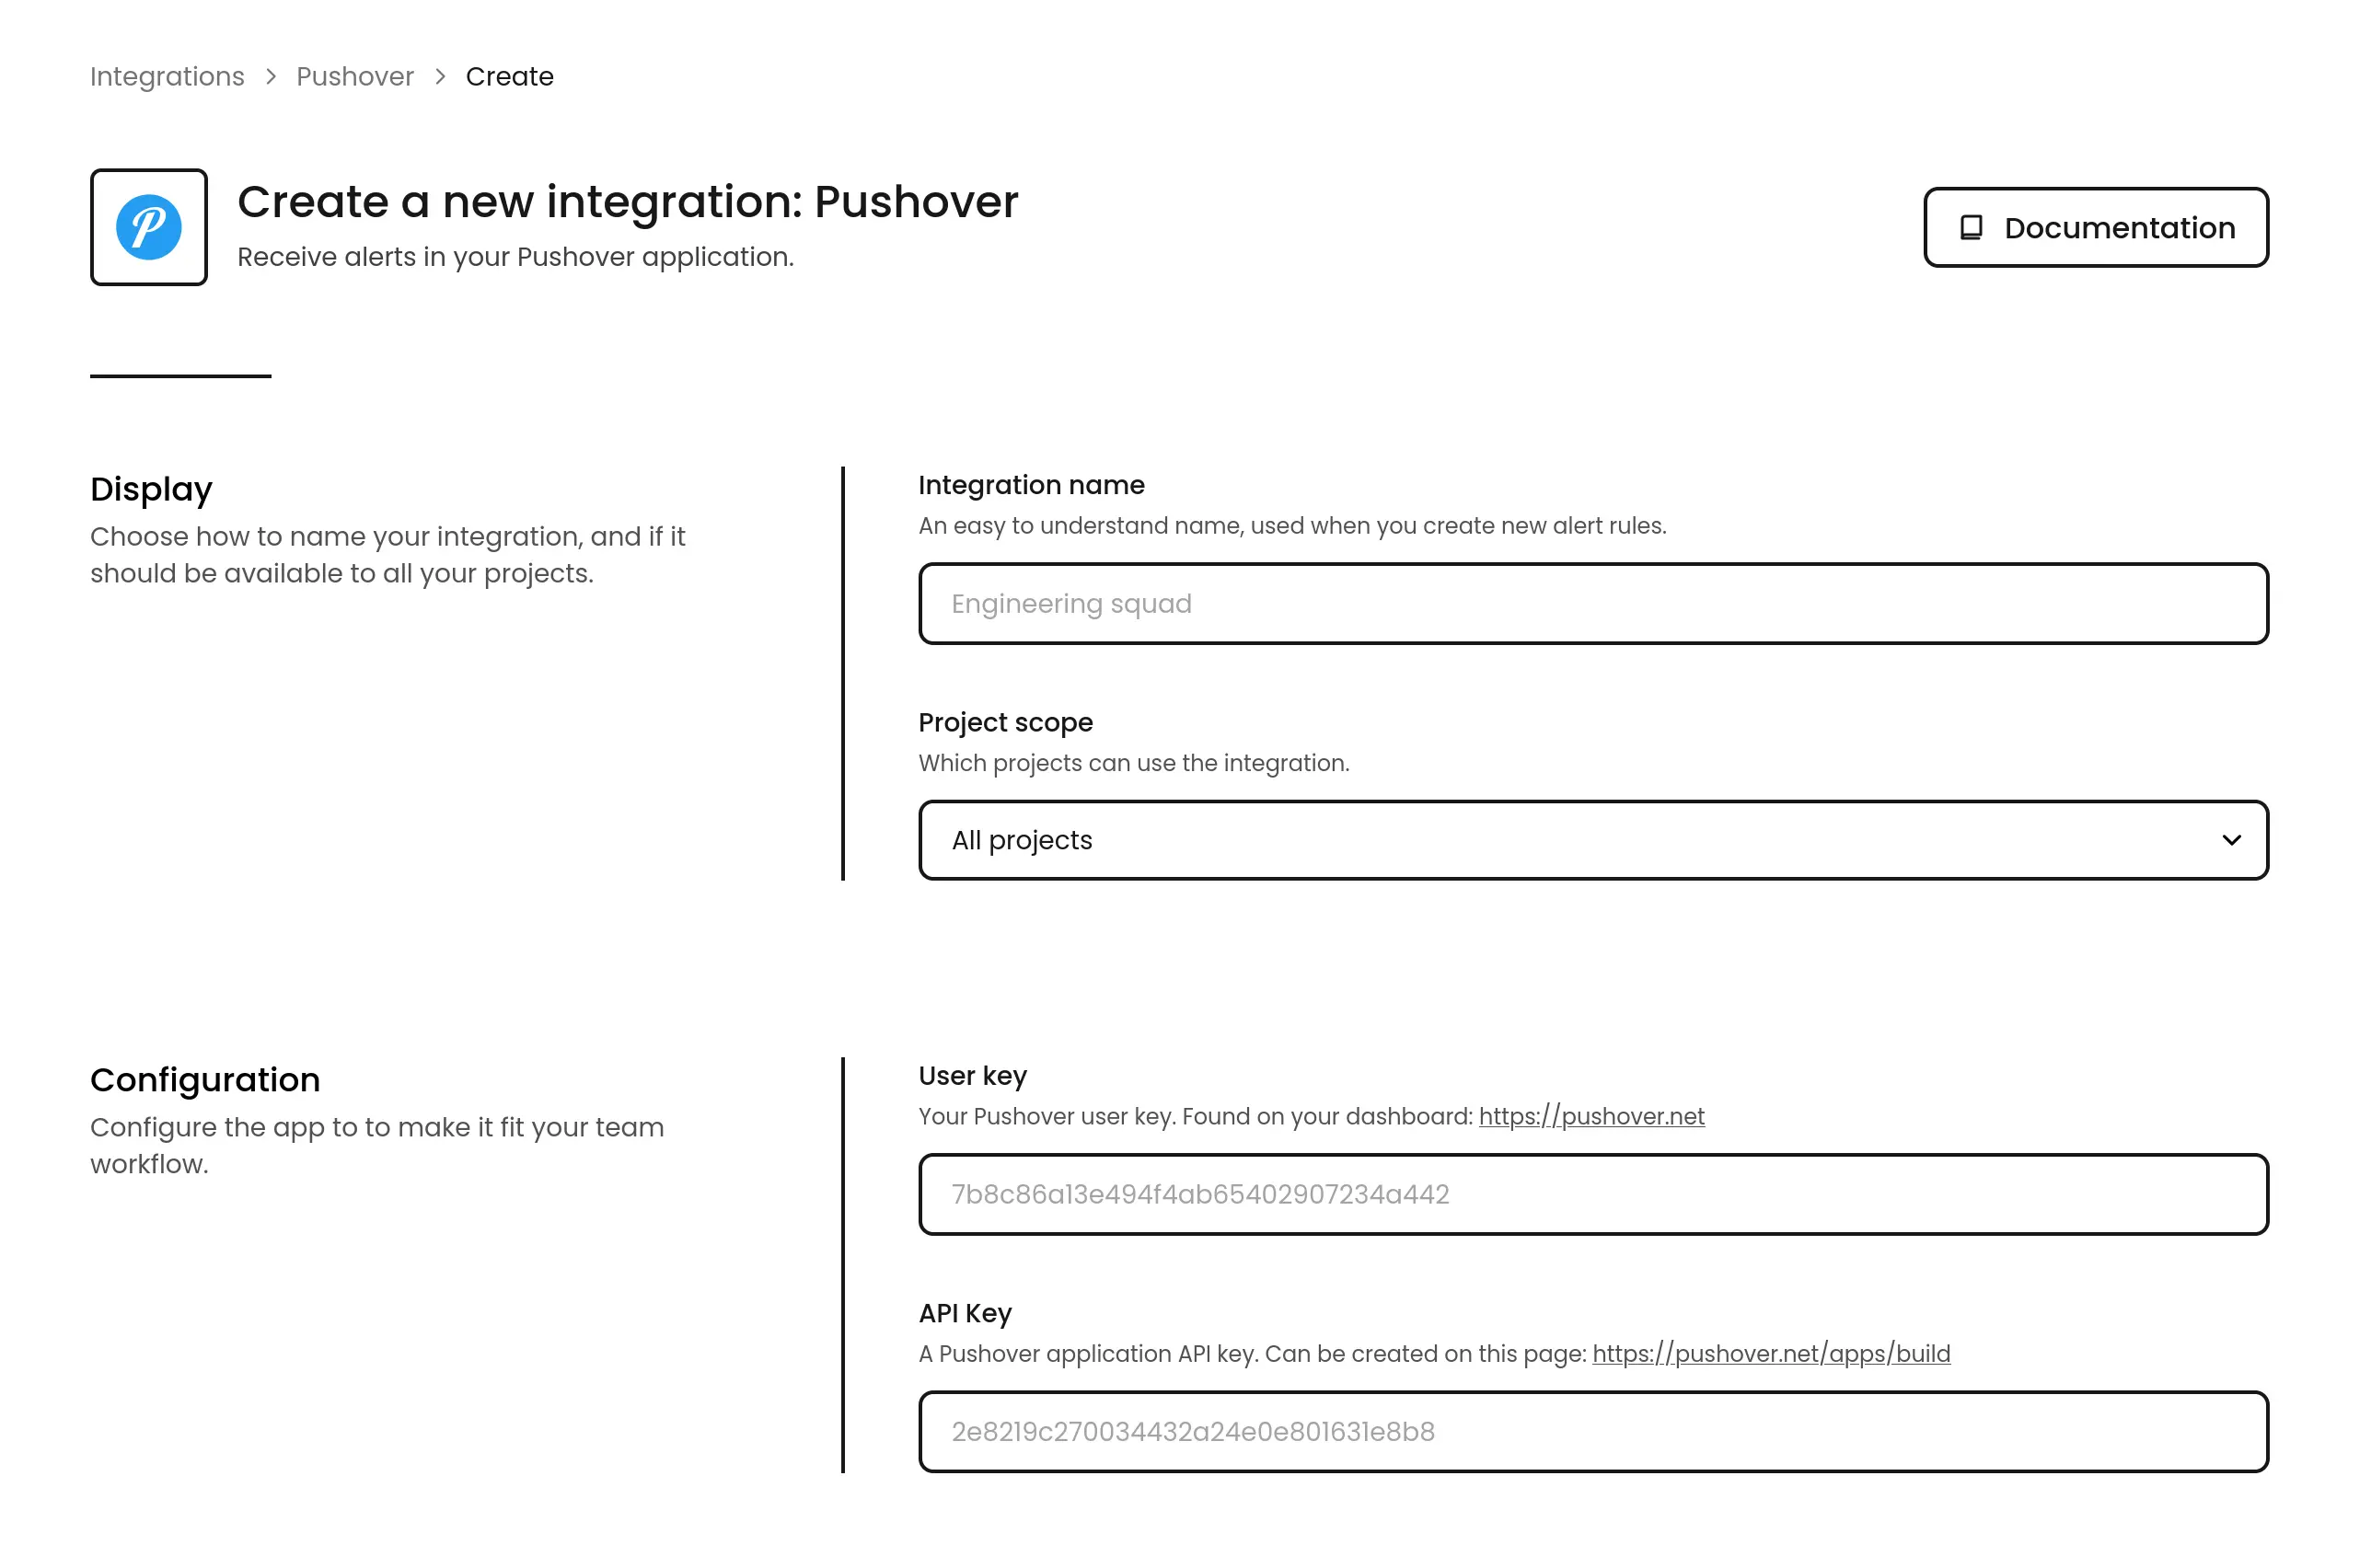 Integrations > Pushover > Create
Create a new integration: Pushover
Receive alerts in your Pushover application.
Documentation
Display
Choose how to name your integration, and if it
should be available to all your projects.
Integration name
An easy to understand name, used when you create new alert rules.
Engineering squad
Project scope
Which projects can use the integration.
All projects
Configuration
Configure the app to to make it fit your team
workflow.
User key
Your Pushover user key. Found on your dashboard: https://pushover.net
7b8c86a13e494f4ab65402907234a442
API Key
A Pushover application API key. Can be created on this page: https://pushover.net/apps/build
2e8219c270034432a24e0e801631e8b8